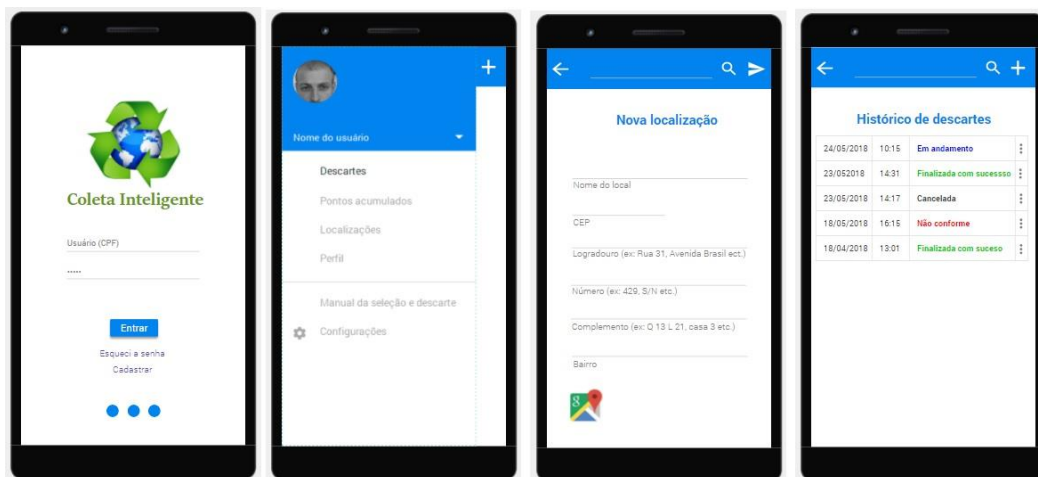 Coleta Inteligente
Usuário (CPF)
.....
Entrar
Esqueci a senha
Cadastrar
Nome do usuário
Descartes
Pontos acumulados
Localizações
Perfil
Manual da seleção e descarte
Configurações
Nova localização
Nome do local
CEP
Logradouro (ex: Rua 31, Avenida Brasil ect.)
Número (ex: 429, S/N etc.)
Complemento (ex: Q 13 L 21, casa 3 etc.)
Bairro
8
Histórico de descartes
24/05/2018 10:15 Em andamento
23/052018 14:31 Finalizada com sucessso
23/05/2018 14:17 Cancelada
18/05/2018 16:15 Não conforme
18/04/2018 13:01 Finalizada com suceso